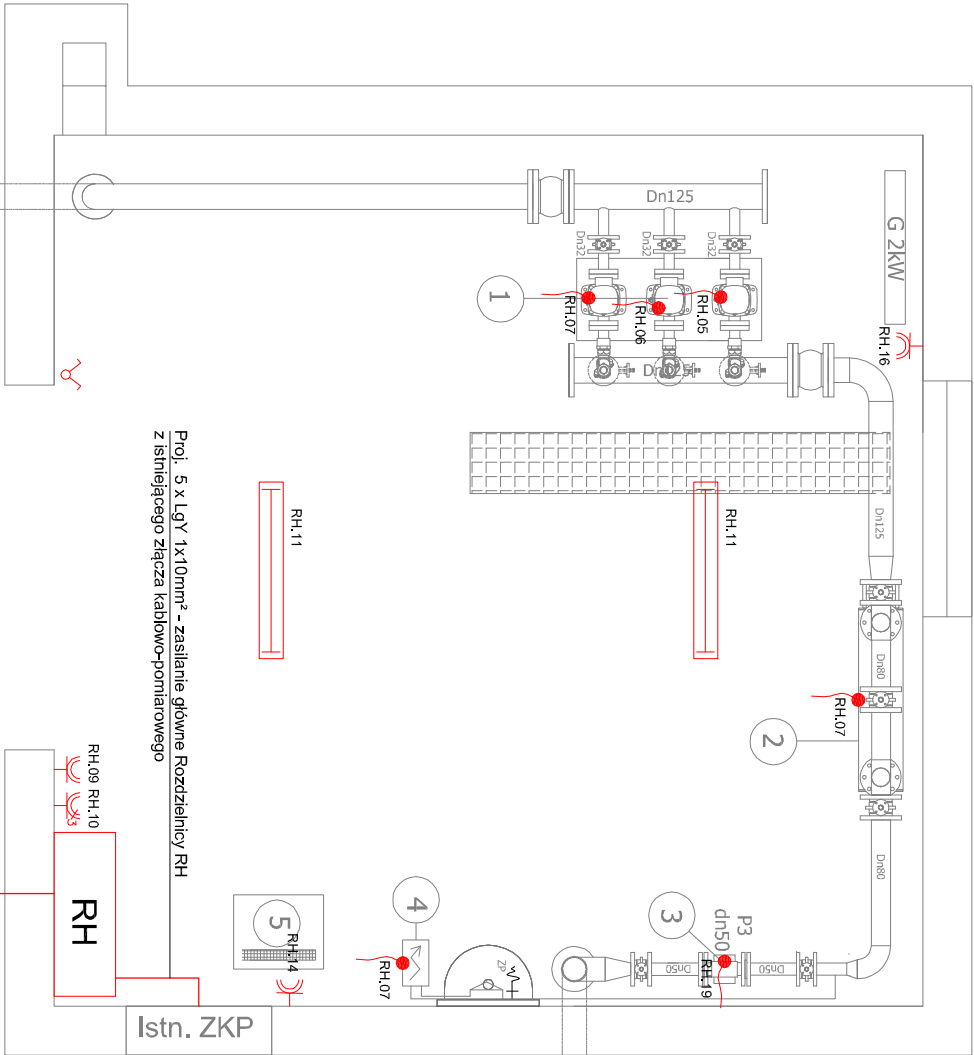 Dn125
G 2kW
Dn32
Dn32
Dn32
1
RH.07
RH.06
RH.05
RH.16
Proj. 5 x LgY 1x10mm² - zasilanie główne Rozdzielnicy RH
z istniejącego złącza kablowo-pomiarowego
RH.11
RH.11
Dn125
Dn80
RH.07
2
Dn80
RH.09
RH.10
x3
RH
5
RH.14
4
RH.07
ZP
3
P3
dn50
RH.19
Dn50
Dn50
Istn. ZKP